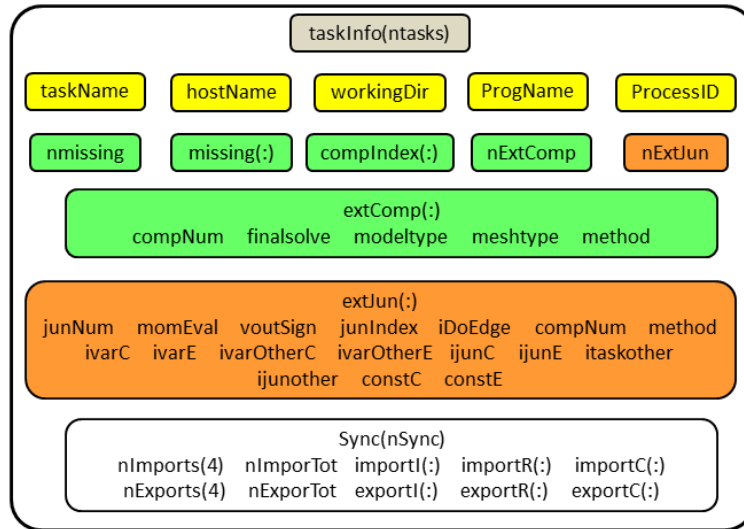 taskInfo(ntasks)
taskName hostName workingDir ProgName ProcessID
nmissing missing(:) compIndex(:) nExtComp nExtJun
extComp(:)
compNum finalsolve modeltype meshtype method
extJun(:)
junNum momEval voutSign junIndex iDoEdge compNum method
ivarC ivarE ivarOtherC ivarOtherE ijunC ijunE itaskother
ijunother constC constE
Sync(nSync)
nImports(4) nImporTot importI(:) importR(:) importC(:)
nExports(4) nExporTot exportI(:) exportR(:) exportC(:)